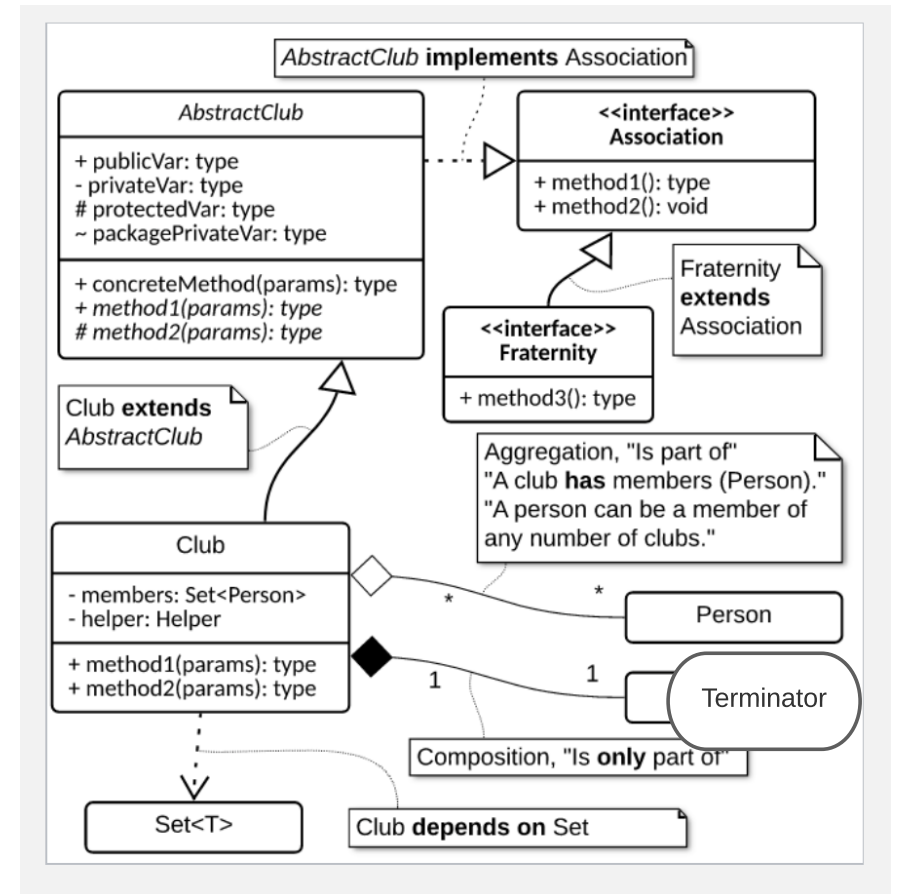 AbstractClub implements Association
AbstractClub
+ publicVar: type
- privateVar: type
# protectedVar: type
~ packagePrivateVar: type
+ concreteMethod(params): type
+ method1(params): type
# method2(params): type
<<interface>>
Association
+ method1(): type
+ method2(): void
Fraternity
extends
Association
<<interface>>
Fraternity
+ method3(): type
Club extends
AbstractClub
Aggregation, "Is part of"
"A club has members (Person)."
"A person can be a member of
any number of clubs."
Club
- members: Set<Person>
- helper: Helper
+ method1(params): type
+ method2(params): type
*
*
Person
1
1
Terminator
Composition, "Is only part of"
Set<T>
Club depends on Set